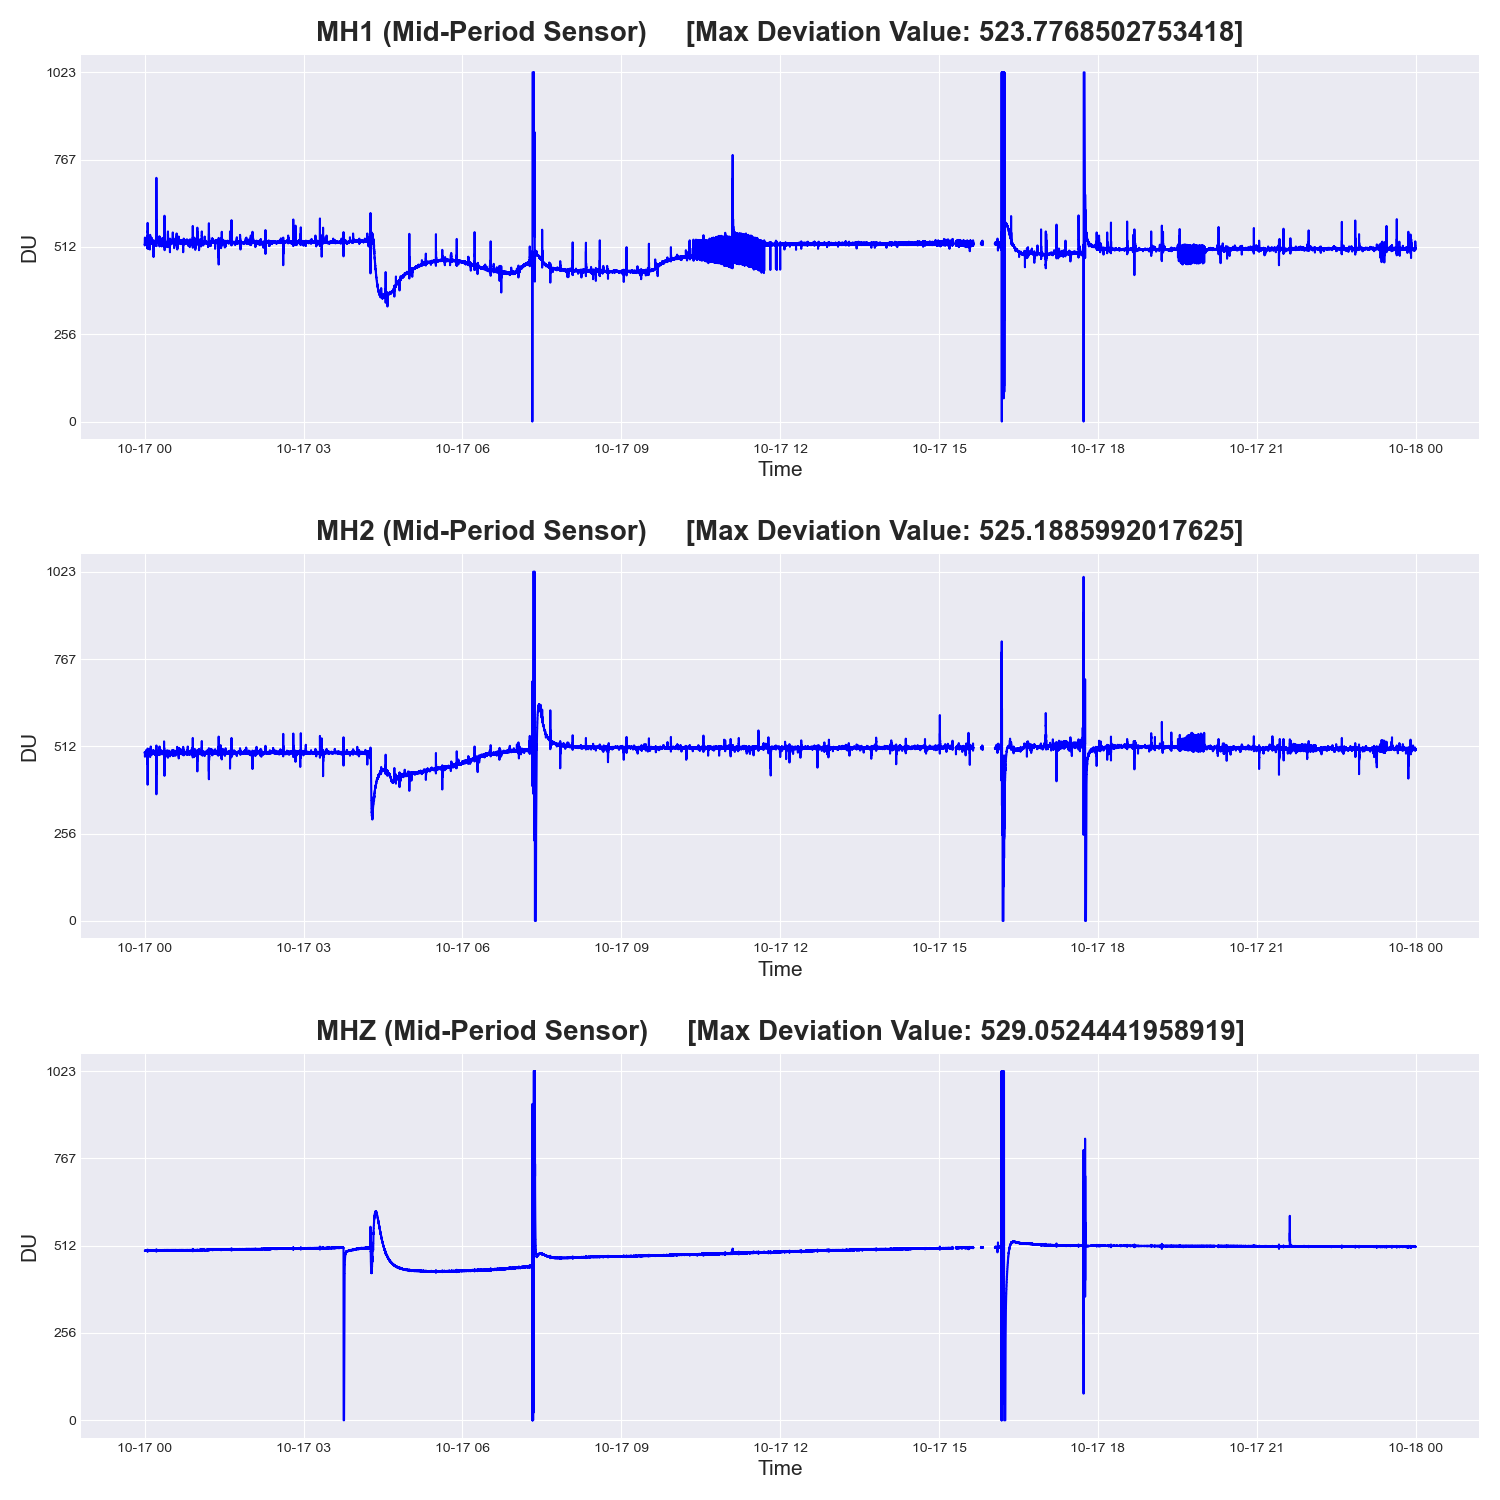 MH1 (Mid-Period Sensor) [Max Deviation Value: 523.7768502753418]
1023
767
512
256
0
DU
10-17 00 10-17 03 10-17 06 10-17 09 10-17 12 10-17 15 10-17 18 10-17 21 10-18 00
Time
MH2 (Mid-Period Sensor) [Max Deviation Value: 525.1885992017625]
1023
767
512
256
0
DU
10-17 00 10-17 03 10-17 06 10-17 09 10-17 12 10-17 15 10-17 18 10-17 21 10-18 00
Time
MHZ (Mid-Period Sensor) [Max Deviation Value: 529.0524441958919]
1023
767
512
256
0
DU
10-17 00 10-17 03 10-17 06 10-17 09 10-17 12 10-17 15 10-17 18 10-17 21 10-18 00
Time